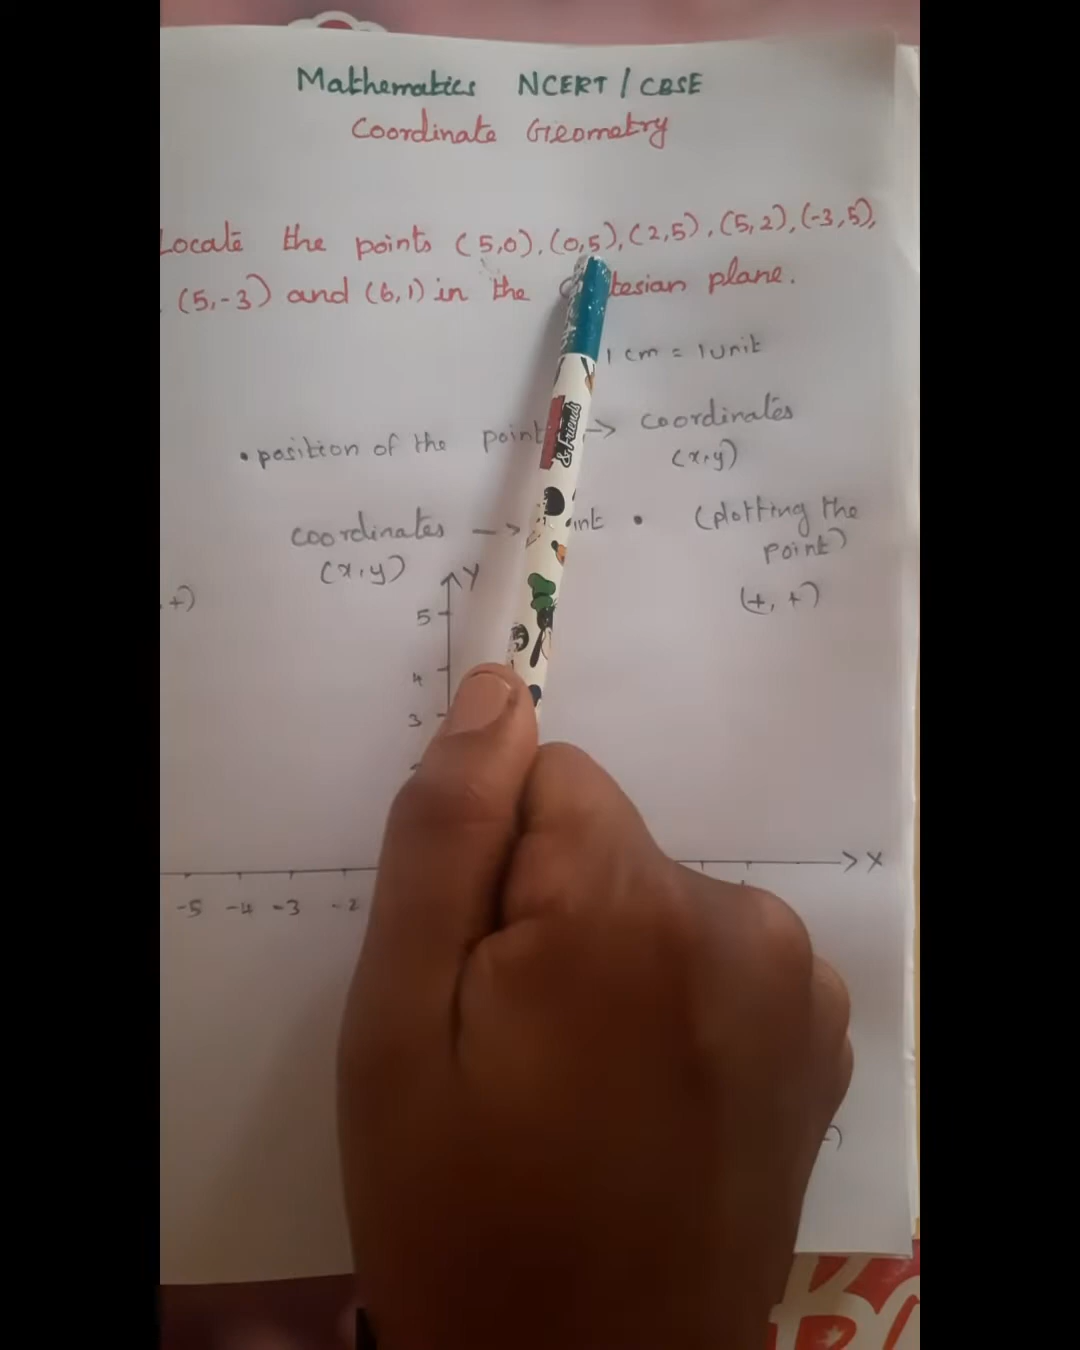 Mathematics NCERT / CBSE
Coordinate Geometry
Locate the points (5,0), (0,5), (2,5), (5,2), (-3,5),
(5,-3) and (6,1) in the tesian plane.
1 cm = 1 unit
• position of the point -> coordinates
(x,y)
coordinates -> int • (plotting the
point)
(x,y)
+) (+, +)
Y
5
4
3
X
-5 -4 -3 -2
& Friends